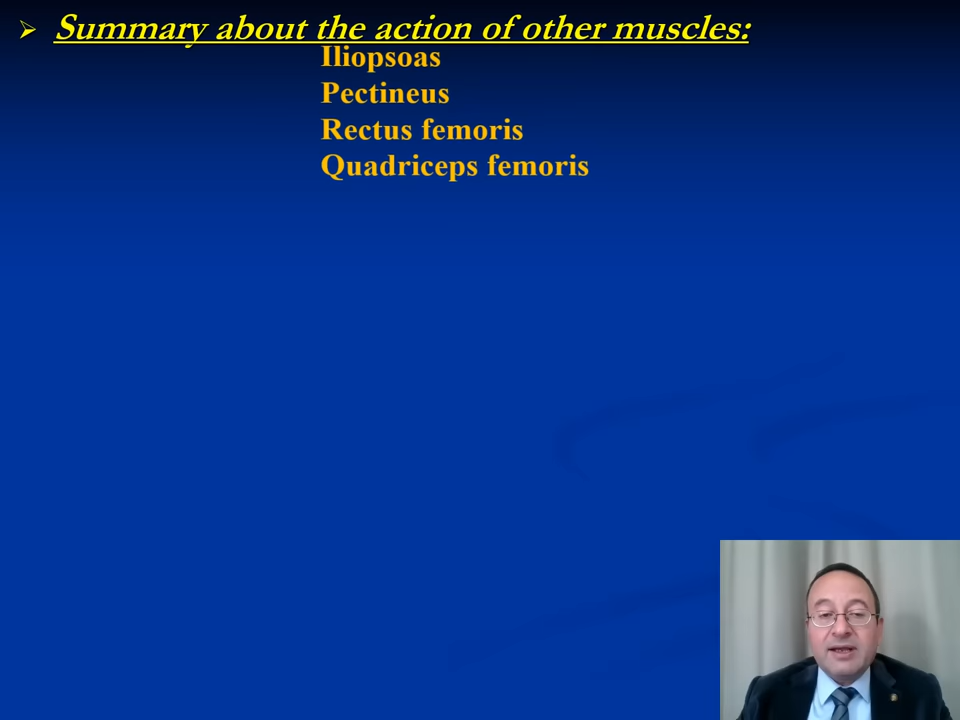 Summary about the action of other muscles:
Iliopsoas
Pectineus
Rectus femoris
Quadriceps femoris